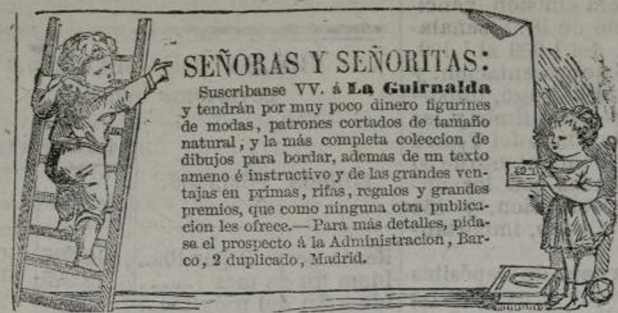 SEÑORAS Y SEÑORITAS:
Suscribanse VV. á La Guirnalda
y tendrán por muy poco dinero figurines
de modas, patrones cortados de tamaño
natural, y la más completa coleccion de
dibujos para bordar, ademas de un texto
ameno é instructivo y de las grandes ven-
tajas en primas, rifas, regalos y grandes
premios, que como ninguna otra publica-
cion les ofrece.—Para más detalles, pida-
se el prospecto á la Administracion, Bar-
co, 2 duplicado, Madrid.